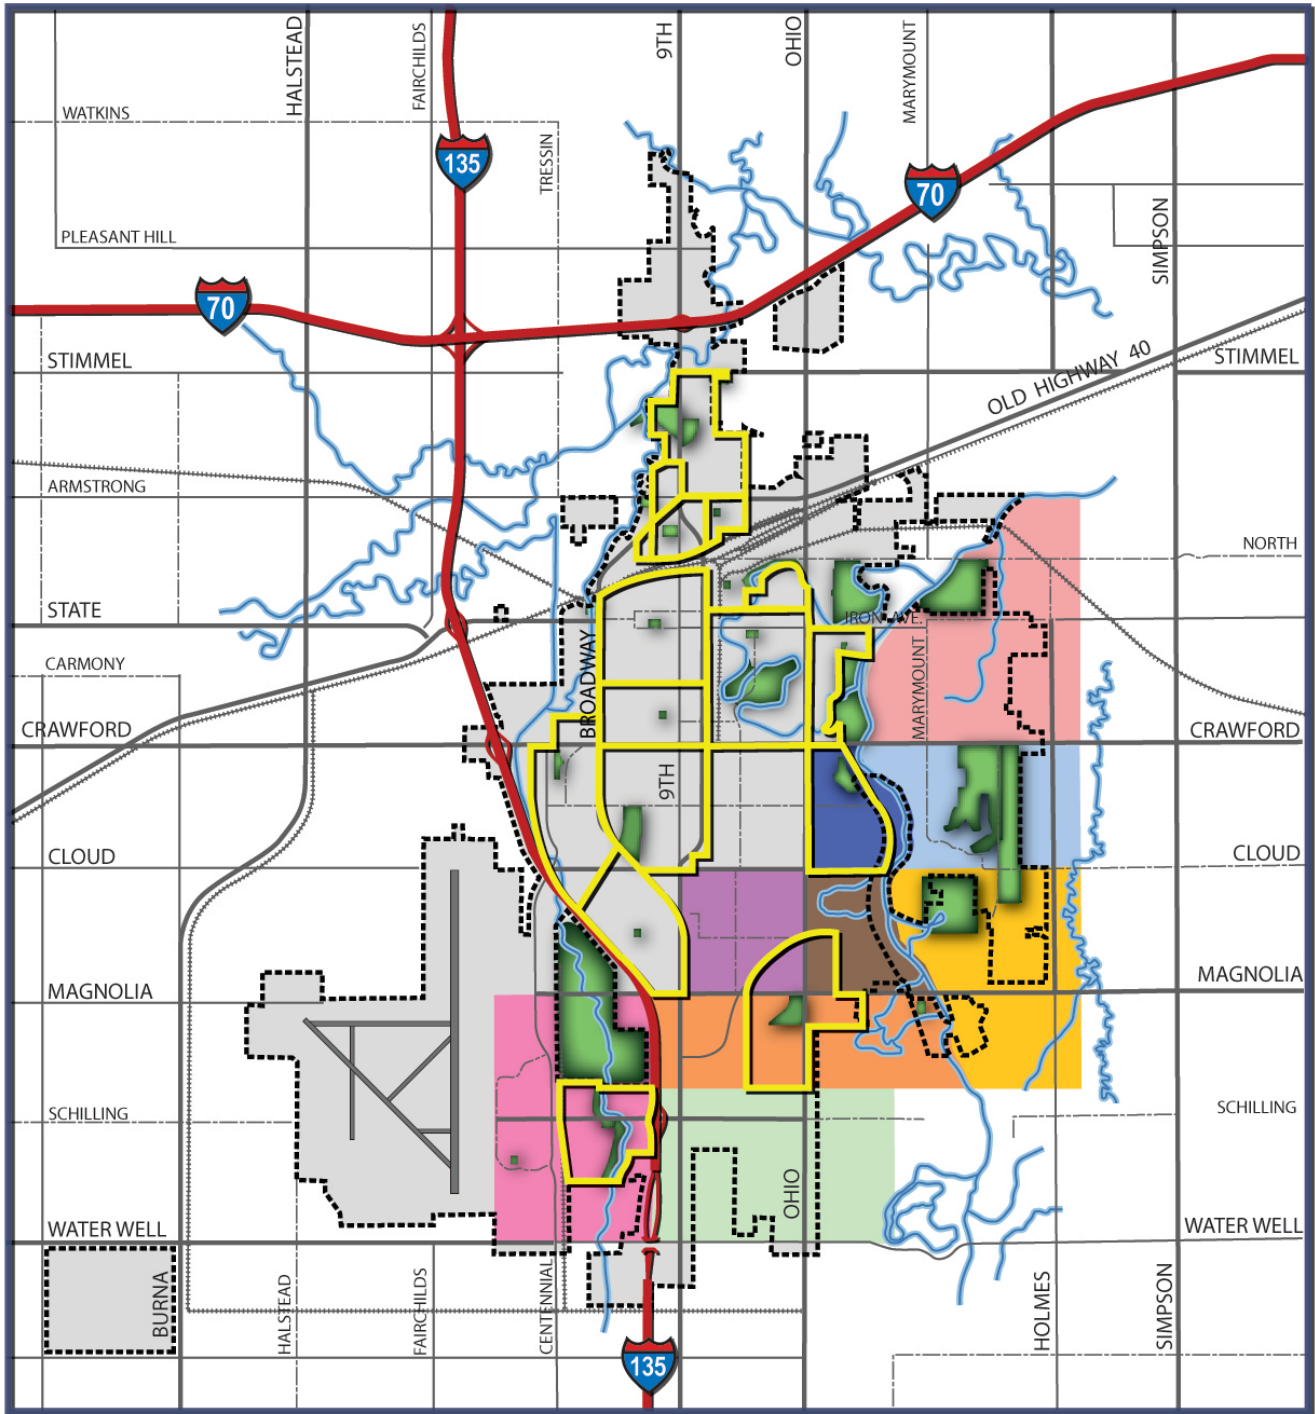 HALSTEAD
FAIRCHILDS
9TH
OHIO
MARYMOUNT
WATKINS
135
TRESSIN
70
SIMPSON
PLEASANT HILL
70
STIMMEL
OLD HIGHWAY 40
STIMMEL
ARMSTRONG
NORTH
STATE
IRON AVE.
CARMONY
BROADWAY
MARYMOUNT
CRAWFORD
CRAWFORD
9TH
CLOUD
CLOUD
MAGNOLIA
MAGNOLIA
SCHILLING
SCHILLING
OHIO
WATER WELL
WATER WELL
BURNA
HALSTEAD
FAIRCHILDS
CENTENNIAL
HOLMES
SIMPSON
135